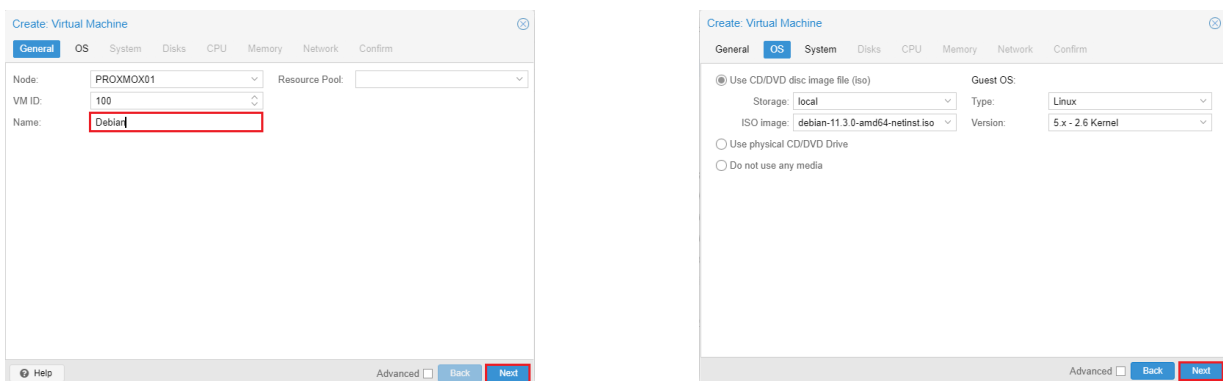 Create: Virtual Machine
General OS System Disks CPU Memory Network Confirm
Node: PROXMOX01 Resource Pool:
VM ID: 100
Name: Debian
Help Advanced Back Next
Create: Virtual Machine
General OS System Disks CPU Memory Network Confirm
Use CD/DVD disc image file (iso) Guest OS:
Storage: local Type: Linux
ISO image: debian-11.3.0-amd64-netinst.iso Version: 5.x - 2.6 Kernel
Use physical CD/DVD Drive
Do not use any media
Advanced Back Next